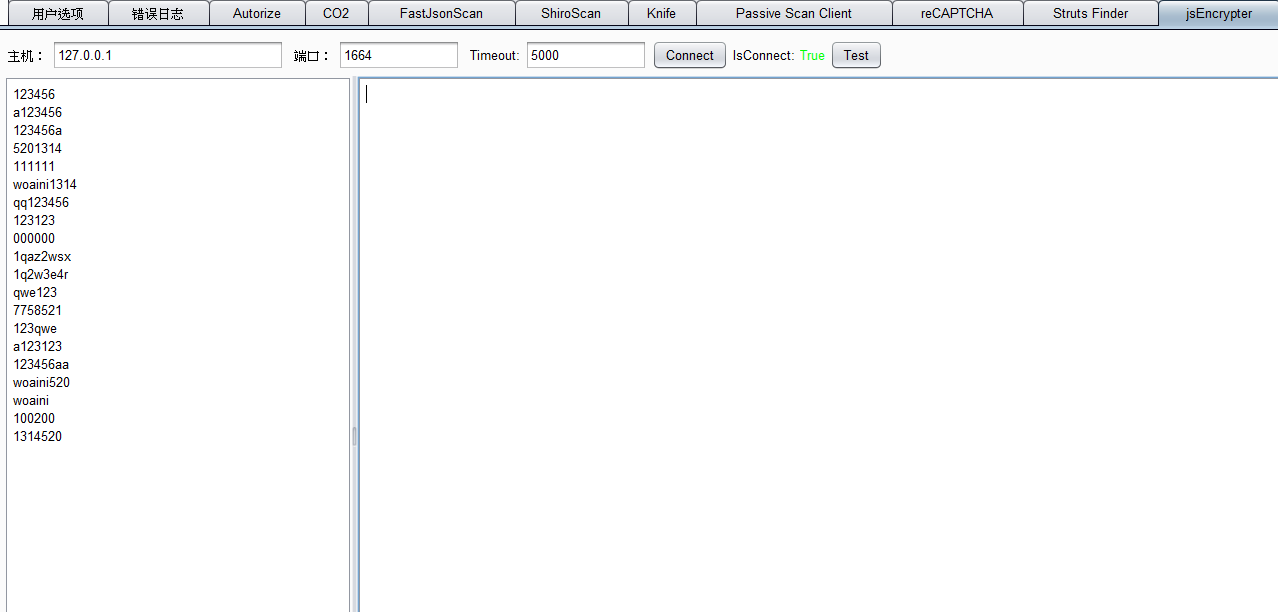 用户选项 错误日志 Autorize CO2 FastJsonScan ShiroScan Knife Passive Scan Client reCAPTCHA Struts Finder jsEncrypter
主机： 127.0.0.1 端口： 1664 Timeout: 5000 Connect IsConnect: True Test
123456
a123456
123456a
5201314
111111
woaini1314
qq123456
123123
000000
1qaz2wsx
1q2w3e4r
qwe123
7758521
123qwe
a123123
123456aa
woaini520
woaini
100200
1314520